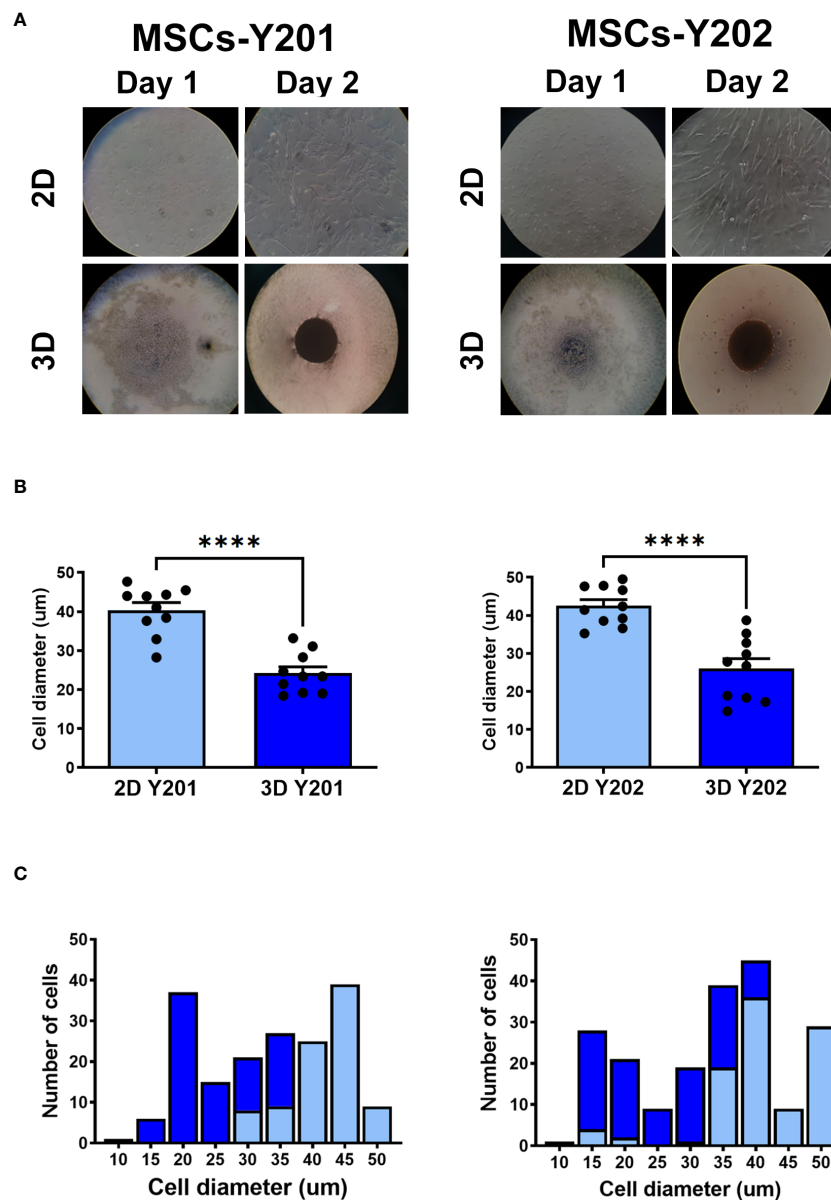 A
MSCs-Y201
MSCs-Y202
Day 1
Day 2
Day 1
Day 2
2D
2D
3D
3D
B
****
Cell diameter (um)
50
40
30
20
10
0
2D Y201
3D Y201
****
Cell diameter (um)
50
40
30
20
10
0
2D Y202
3D Y202
C
Number of cells
50
40
30
20
10
0
10 15 20 25 30 35 40 45 50
Cell diameter (um)
Number of cells
50
40
30
20
10
0
10 15 20 25 30 35 40 45 50
Cell diameter (um)